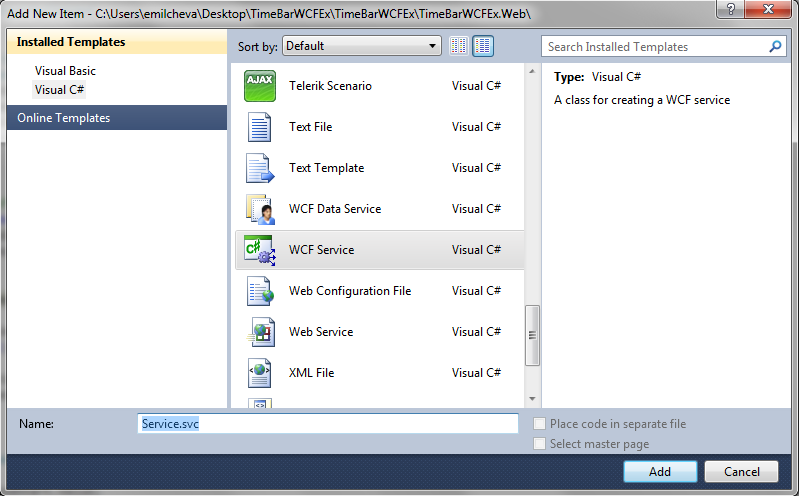 Add New Item - C:\Users\emilcheva\Desktop\TimeBarWCFEx\TimeBarWCFEx\TimeBarWCFEx.Web\
Installed Templates
Visual Basic
Visual C#
Online Templates
Sort by: Default
Search Installed Templates
AJAX Telerik Scenario Visual C#
Text File Visual C#
Text Template Visual C#
WCF Data Service Visual C#
C# WCF Service Visual C#
Web Configuration File Visual C#
Web Service Visual C#
XML File Visual C#
Type: Visual C#
A class for creating a WCF service
Name: Service.svc
Place code in separate file
Select master page
Add Cancel